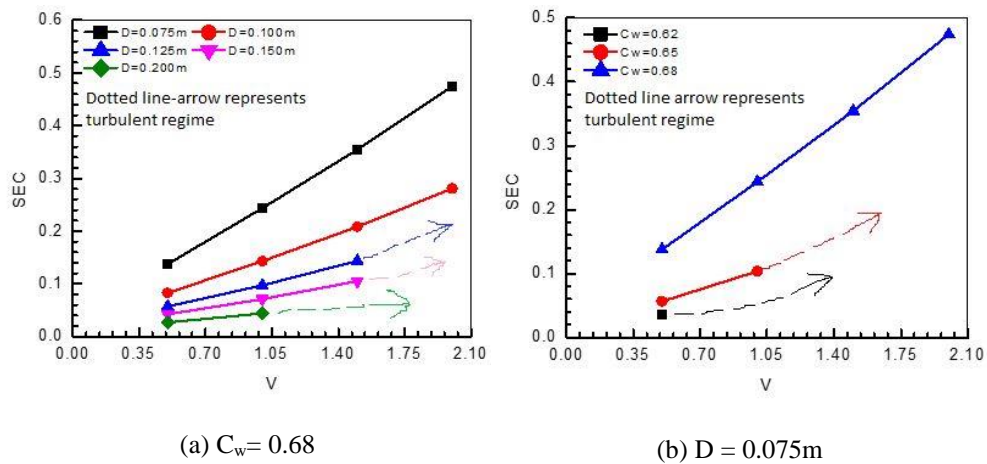 D=0.075m D=0.100m
D=0.125m D=0.150m
D=0.200m
Dotted line-arrow represents
turbulent regime
SEC
0.6
0.5
0.4
0.3
0.2
0.1
0.0
0.00 0.35 0.70 1.05 1.40 1.75 2.10
V
(a) Cw= 0.68
Cw=0.62
Cw=0.65
Cw=0.68
Dotted line arrow represents
turbulent regime
SEC
0.5
0.4
0.3
0.2
0.1
0.0
0.00 0.35 0.70 1.05 1.40 1.75 2.10
V
(b) D = 0.075m